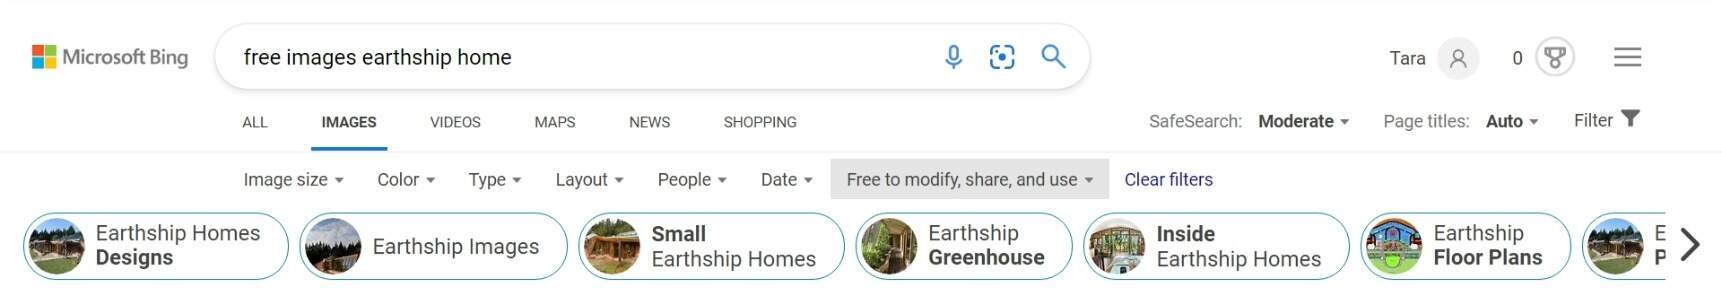 Microsoft Bing
free images earthship home
Tara
0
ALL IMAGES VIDEOS MAPS NEWS SHOPPING
SafeSearch: Moderate Page titles: Auto Filter
Image size Color Type Layout People Date Free to modify, share, and use Clear filters
Earthship Homes
Designs
Earthship Images
Small
Earthship Homes
Earthship
Greenhouse
Inside
Earthship Homes
Earthship
Floor Plans
E
P